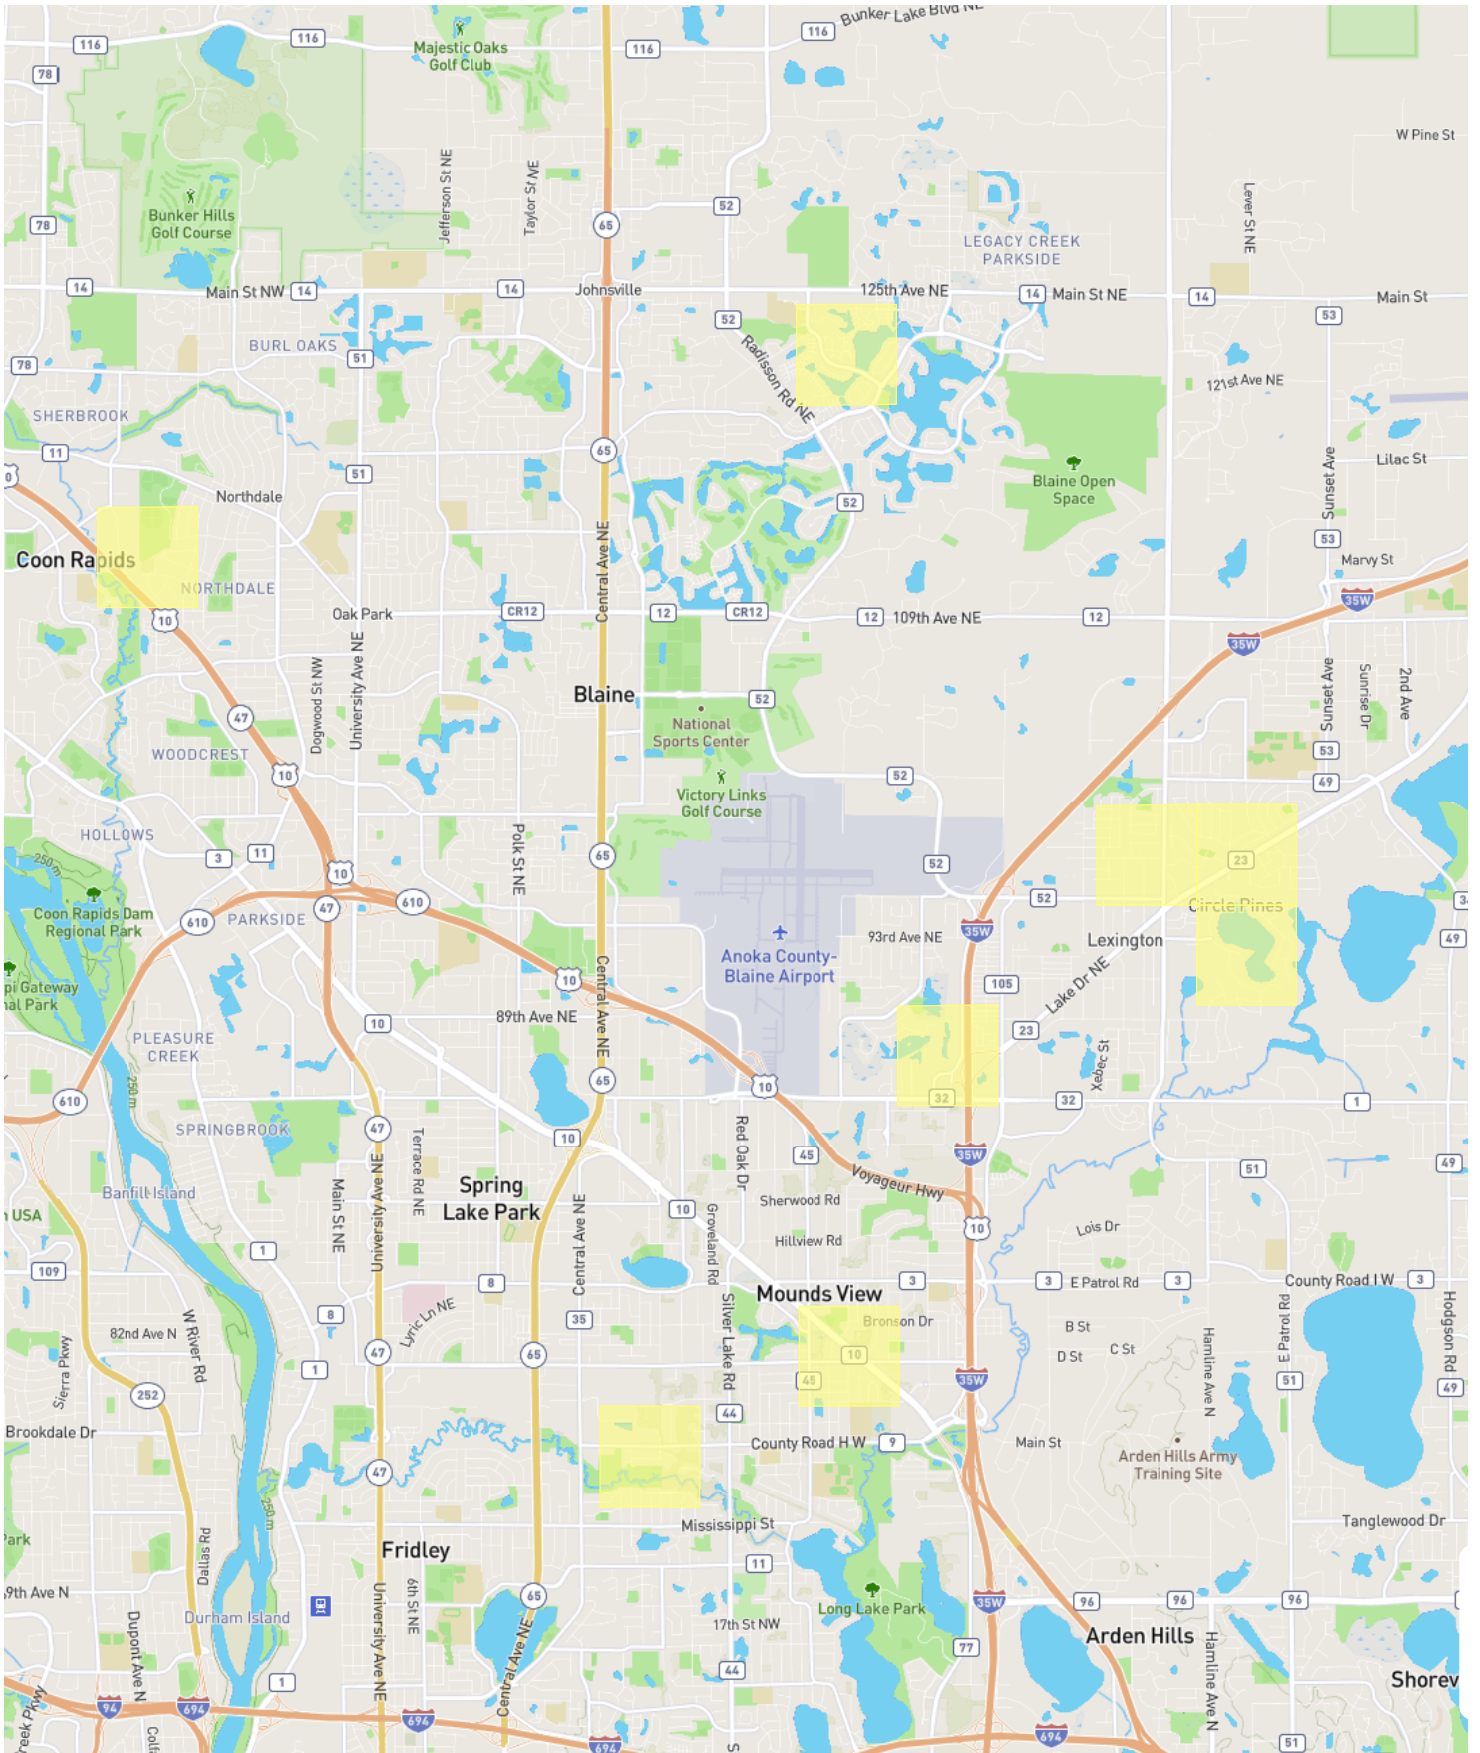 Bunker Lake Blvd NE
116
116
116
116
Majestic Oaks
Golf Club
78
W Pine St
Jefferson St NE
Taylor St NE
Lever St NE
52
Bunker Hills
Golf Course
78
65
LEGACY CREEK
PARKSIDE
14
Main St NW
14
14
Johnsville
125th Ave NE
14
Main St NE
14
Main St
53
52
BURL OAKS
51
78
Radisson Rd NE
121st Ave NE
SHERBROOK
11
65
51
Lilac St
Sunset Ave
Blaine Open
Space
0
Northdale
52
Central Ave NE
53
Coon Rapids
Marvy St
NORTHDALE
35W
10
Oak Park
CR12
12
CR12
12
109th Ave NE
12
35W
Dogwood St NW
University Ave NE
Blaine
52
Sunset Ave
Sunrise Dr
2nd Ave
47
National
Sports Center
WOODCREST
53
10
52
49
Victory Links
Golf Course
HOLLOWS
Polk St NE
3
11
65
52
23
250 m
10
Coon Rapids Dam
Regional Park
610
PARKSIDE
47
610
52
Circle Pines
35W
93rd Ave NE
Lexington
49
Anoka County-
Blaine Airport
pi Gateway
nal Park
10
Central Ave NE
105
Lake Dr NE
89th Ave NE
10
23
PLEASURE
CREEK
Xebec St
250 m
65
10
610
32
32
1
SPRINGBROOK
47
10
Terrace Rd NE
Red Oak Dr
45
35W
51
49
Voyageur Hwy
Banfill Island
Main St NE
University Ave NE
Spring
Lake Park
Central Ave NE
Sherwood Rd
10
Groveland Rd
n USA
10
Lois Dr
Hillview Rd
1
109
8
3
3
E Patrol Rd
3
County Road I W
3
Mounds View
W River Rd
Silver Lake Rd
Hodgson Rd
8
Lyric Ln NE
35
Bronson Dr
B St
82nd Ave N
Hamline Ave N
E Patrol Rd
47
65
10
D St
C St
Sierra Pkwy
1
252
45
35W
51
49
44
Brookdale Dr
County Road H W
9
Main St
Arden Hills Army
Training Site
47
250 m
Mississippi St
Tanglewood Dr
Park
Dallas Rd
Fridley
11
9th Ave N
6th St NE
University Ave NE
65
Long Lake Park
35W
96
96
96
Durham Island
Dupont Ave N
Central Ave NE
17th St NW
Arden Hills
Hamline Ave N
77
44
1
Shorev
94
694
694
694
694
51
reek Pkwy
Colf
S